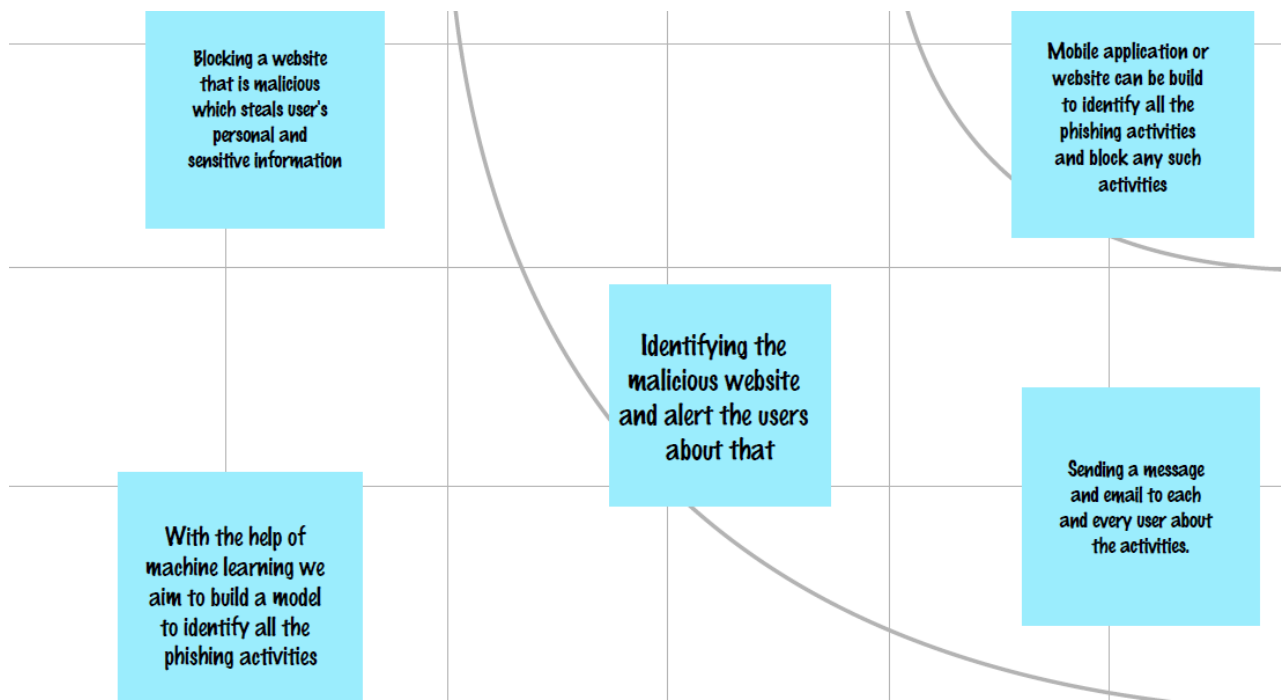 Blocking a website
that is malicious
which steals user's
personal and
sensitive information
Mobile application or
website can be build
to identify all the
phishing activities
and block any such
activities
Identifying the
malicious website
and alert the users
about that
Sending a message
and email to each
and every user about
the activities.
With the help of
machine learning we
aim to build a model
to identify all the
phishing activities